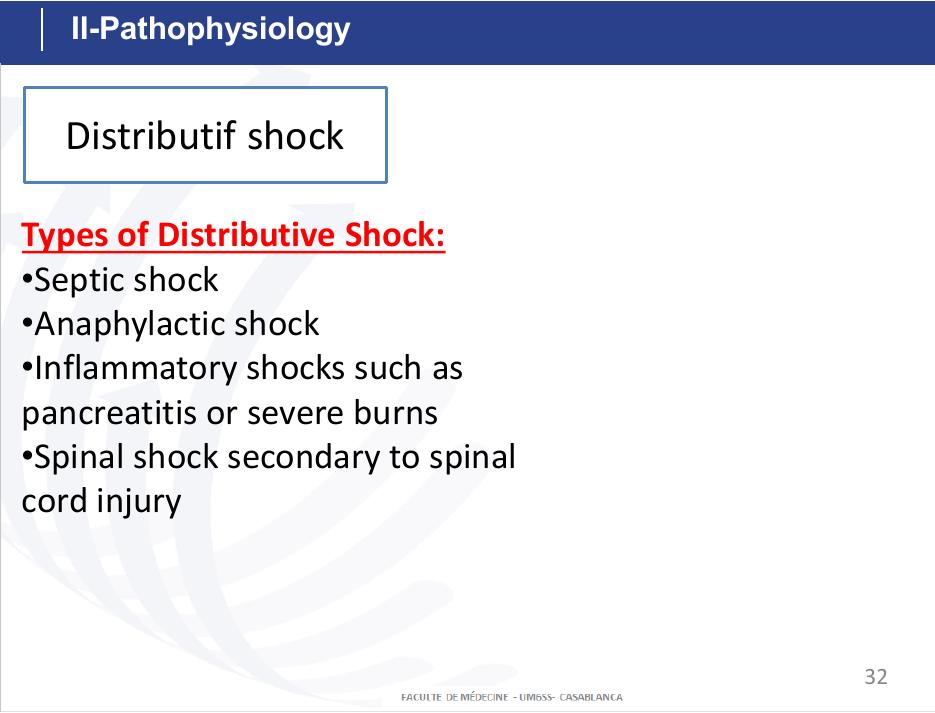 II-Pathophysiology
Distributif shock
Types of Distributive Shock:
•Septic shock
•Anaphylactic shock
•Inflammatory shocks such as
pancreatitis or severe burns
•Spinal shock secondary to spinal
cord injury
32
FACULTE DE MÉDECINE - UM6SS- CASABLANCA